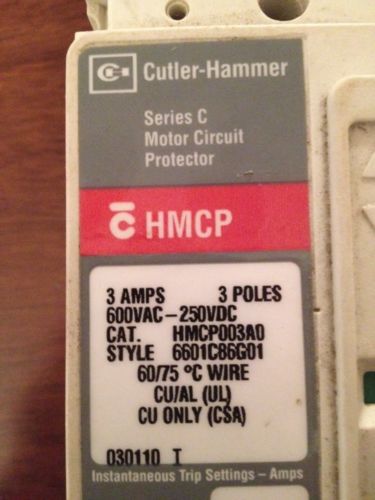 Cutler-Hammer
Series C
Motor Circuit
Protector
C HMCP
3 AMPS 3 POLES
600VAC-250VDC
CAT. HMCP003A0
STYLE 6601C86G01
60/75 °C WIRE
CU/AL (UL)
CU ONLY (CSA)
030110 T
Instantaneous Trip Settings – Amps